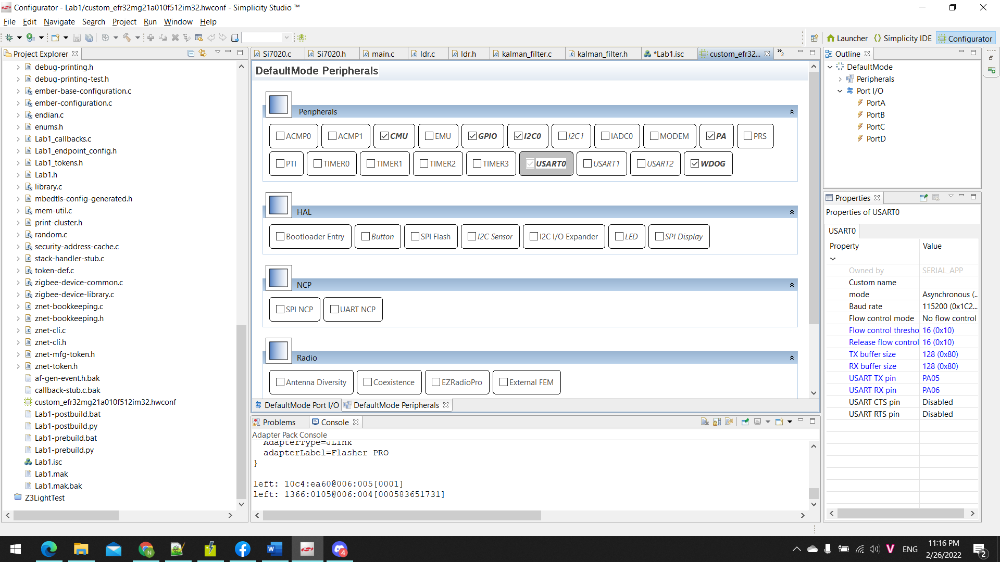 Configurator - Lab1/custom_efr32mg21a010f512im32.hwconf - Simplicity Studio ™
File Edit Navigate Search Project Run Window Help
Launcher Simplicity IDE Configurator
Project Explorer
debug-printing.h
debug-printing-test.h
ember-base-configuration.c
ember-configuration.c
endian.c
enums.h
Lab1_callbacks.c
Lab1_endpoint_config.h
Lab1_tokens.h
Lab1.h
library.c
mbedtls-config-generated.h
mem-util.c
print-cluster.h
random.c
security-address-cache.c
stack-handler-stub.c
token-def.c
zigbee-device-common.c
zigbee-device-library.c
znet-bookkeeping.c
znet-bookkeeping.h
znet-cli.c
znet-cli.h
znet-mfg-token.h
znet-token.h
af-gen-event.h.bak
callback-stub.c.bak
custom_efr32mg21a010f512im32.hwconf
Lab1-postbuild.bat
Lab1-postbuild.py
Lab1-prebuild.bat
Lab1-prebuild.py
Lab1.isc
Lab1.mak
Lab1.mak.bak
Z3LightTest
Si7020.c Si7020.h main.c ldr.c ldr.h kalman_filter.c kalman_filter.h *Lab1.isc custom_efr32... »2
DefaultMode Peripherals
Peripherals
ACMP0 ACMP1 CMU EMU GPIO I2C0 I2C1 IADC0 MODEM PA PRS
PTI TIMER0 TIMER1 TIMER2 TIMER3 USART0 USART1 USART2 WDOG
HAL
Bootloader Entry Button SPI Flash I2C Sensor I2C I/O Expander LED SPI Display
NCP
SPI NCP UART NCP
Radio
Antenna Diversity Coexistence EZRadioPro External FEM
DefaultMode Port I/O DefaultMode Peripherals
Problems Console
Adapter Pack Console
AdapterType=JLink
adapterLabel=Flasher PRO
}
left: 10c4:ea60@006:005[0001]
left: 1366:0105@006:004[000583651731]
Outline
DefaultMode
Peripherals
Port I/O
PortA
PortB
PortC
PortD
Properties
Properties of USART0
USART0
Property Value
Owned by SERIAL_APP
Custom name
mode Asynchronous (...
Baud rate 115200 (0x1C2...
Flow control mode No flow control
Flow control thresho 16 (0x10)
Release flow control 16 (0x10)
TX buffer size 128 (0x80)
RX buffer size 128 (0x80)
USART TX pin PA05
USART RX pin PA06
USART CTS pin Disabled
USART RTS pin Disabled
N W 4 V ENG 11:16 PM
2/26/2022 2